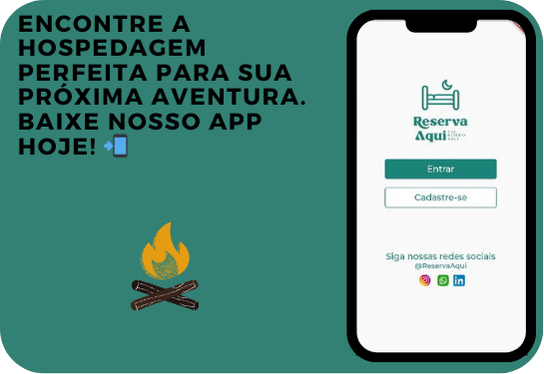 ENCONTRE A
HOSPEDAGEM
PERFEITA PARA SUA
PRÓXIMA AVENTURA.
BAIXE NOSSO APP
HOJE! 📲
Reserva
Aqui
Entrar
Cadastre-se
Siga nossas redes sociais
@ReservaAqui